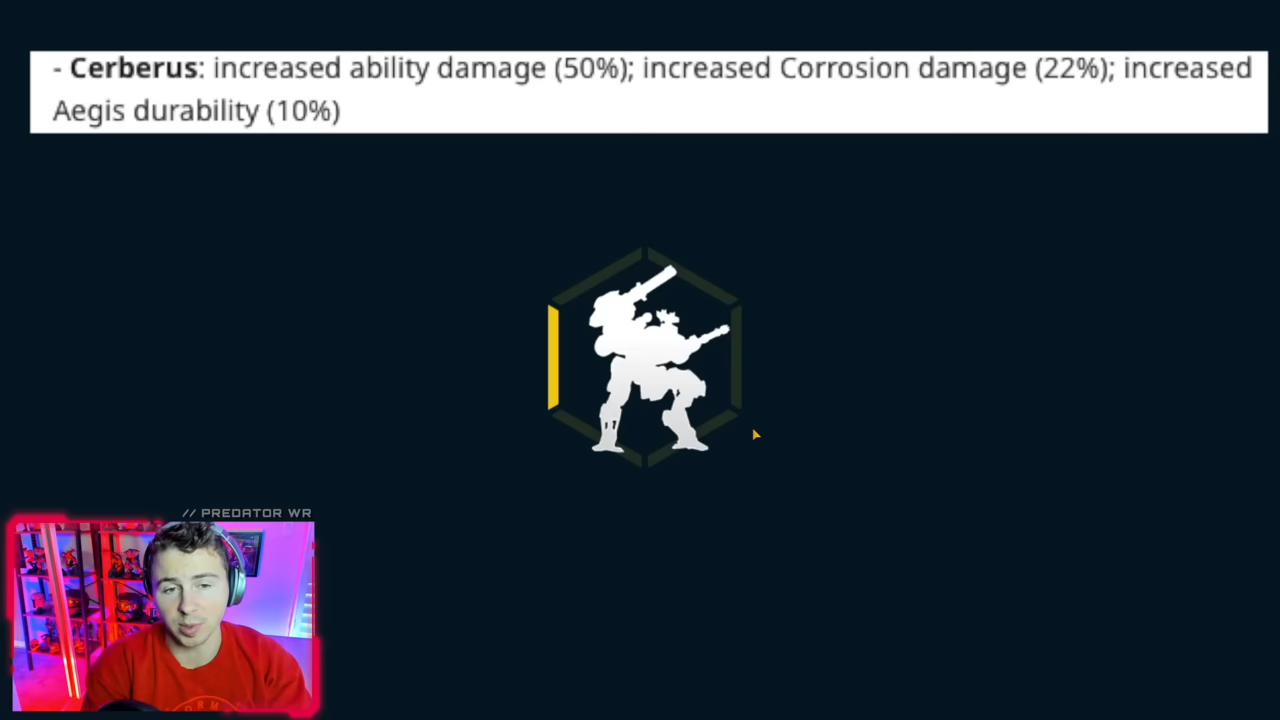 - Cerberus: increased ability damage (50%); increased Corrosion damage (22%); increased
Aegis durability (10%)
// PREDATOR WR